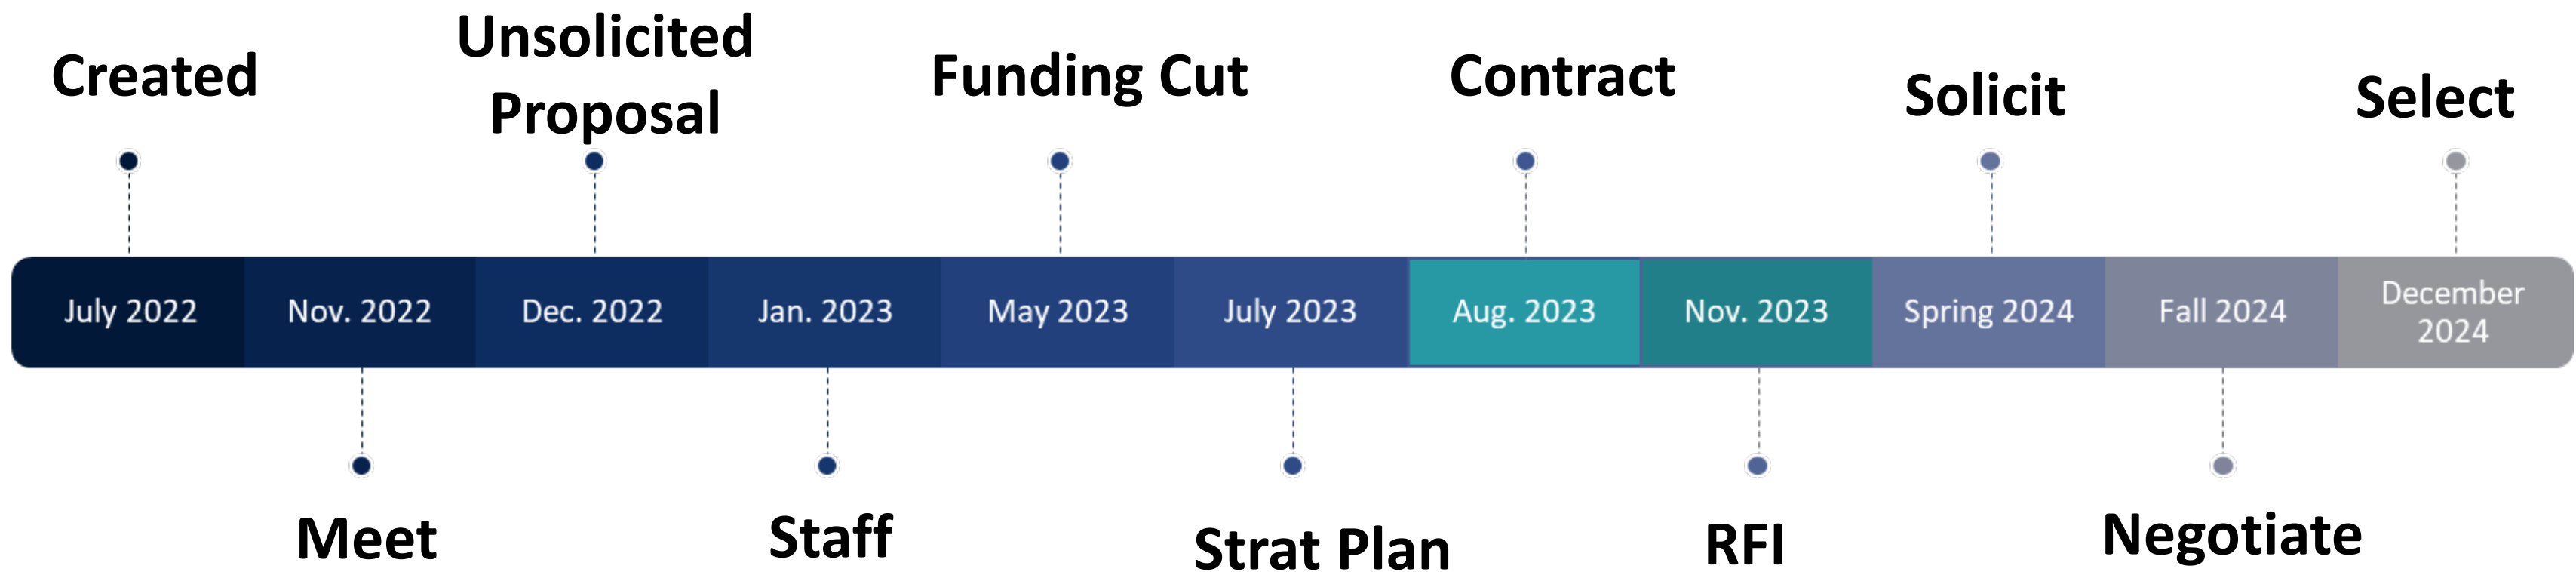 Created
Unsolicited
Proposal
Funding Cut
Contract
Solicit
Select
July 2022
Nov. 2022
Dec. 2022
Jan. 2023
May 2023
July 2023
Aug. 2023
Nov. 2023
Spring 2024
Fall 2024
December
2024
Meet
Staff
Strat Plan
RFI
Negotiate